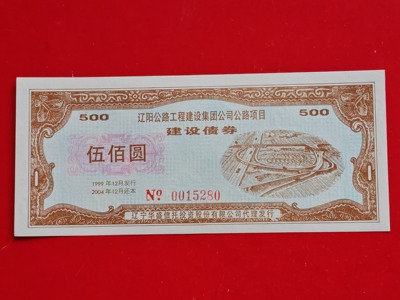 500 500
辽阳公路工程建设集团公司公路项目
建设债券
伍佰圆
1999 年12月发行
2004 年12月还本
№ 0015280
辽宁华盛信托投资股份有限公司代理发行